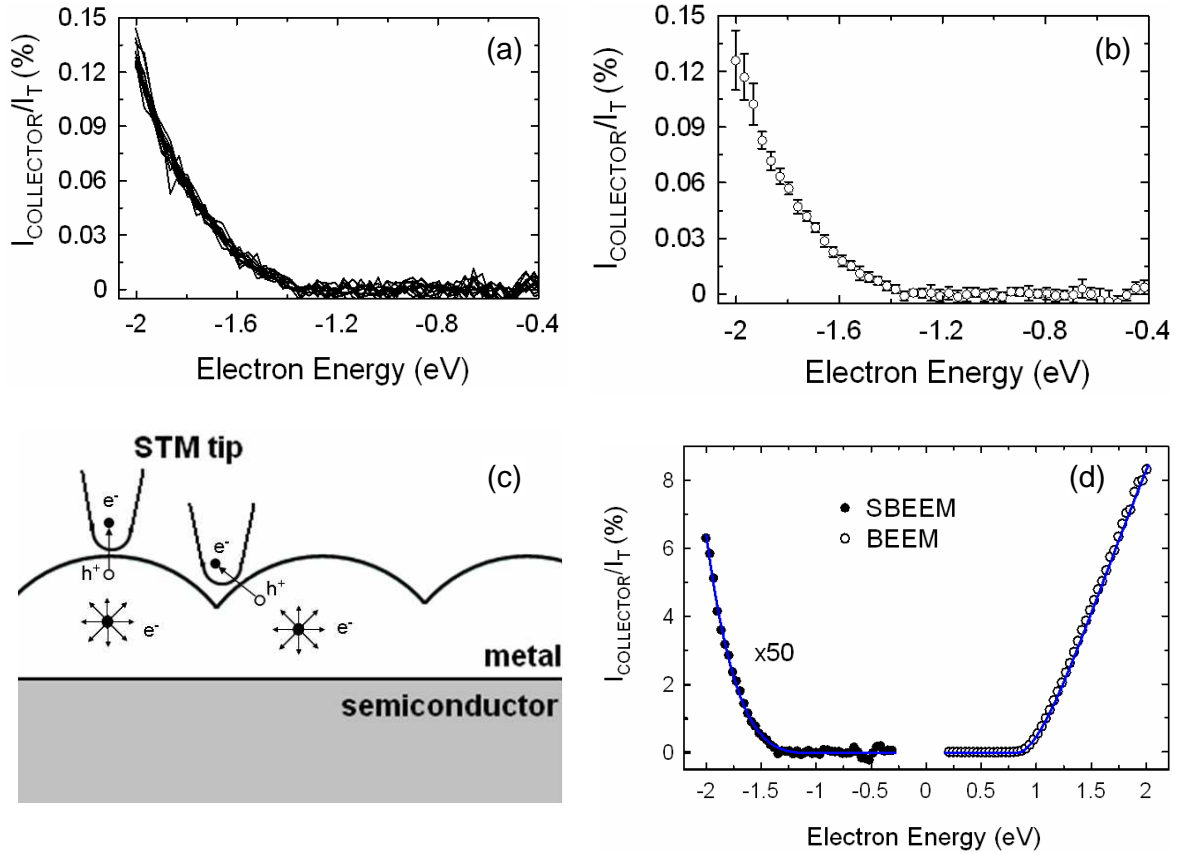 (a)
I_COLLECTOR/I_T (%)
0.15
0.12
0.09
0.06
0.03
0
-2 -1.6 -1.2 -0.8 -0.4
Electron Energy (eV)
(b)
I_COLLECTOR/I_T (%)
0.15
0.12
0.09
0.06
0.03
0
-2 -1.6 -1.2 -0.8 -0.4
Electron Energy (eV)
STM tip
(c)
e-
e-
h+
h+
e-
e-
metal
semiconductor
(d)
SBEEM
BEEM
x50
I_COLLECTOR/I_T (%)
8
6
4
2
0
-2 -1.5 -1 -0.5 0 0.5 1 1.5 2
Electron Energy (eV)